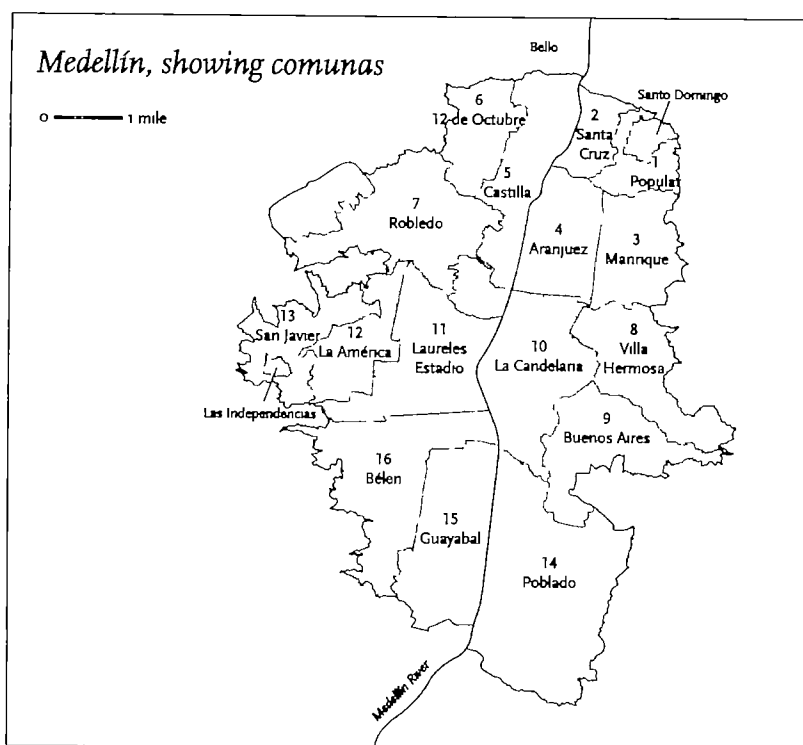 Medellín, showing comunas
0 1 mile
Bello
Santo Domingo
6
12 de Octubre
2
Santa
Cruz
1
Popular
5
Castilla
7
Robledo
4
Aranjuez
3
Manrique
13
San Javier
12
La América
11
Laureles
Estadio
10
La Candelaria
8
Villa
Hermosa
Las Independencias
9
Buenos Aires
16
Bélen
15
Guayabal
14
Poblado
Medellín River